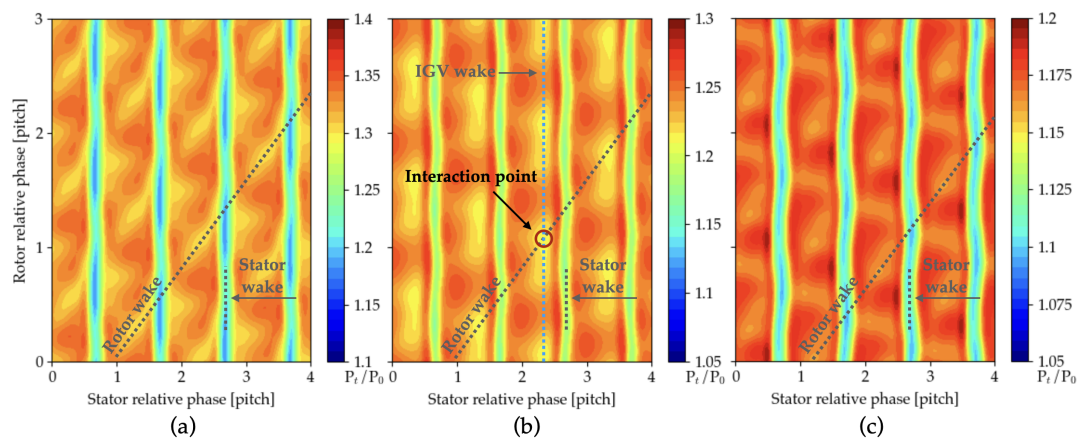 3
2
1
0
Rotor relative phase [pitch]
Rotor wake
Stator
wake
0 1 2 3 4
Stator relative phase [pitch]
(a)
1.4
1.35
1.3
1.25
1.2
1.15
1.1
Pt/P0
IGV wake
Interaction
point
Rotor wake
Stator
wake
0 1 2 3 4
Stator relative phase [pitch]
(b)
1.3
1.25
1.2
1.15
1.1
1.05
Pt/P0
Rotor wake
Stator
wake
0 1 2 3 4
Stator relative phase [pitch]
(c)
1.2
1.175
1.15
1.125
1.1
1.075
1.05
Pt/P0